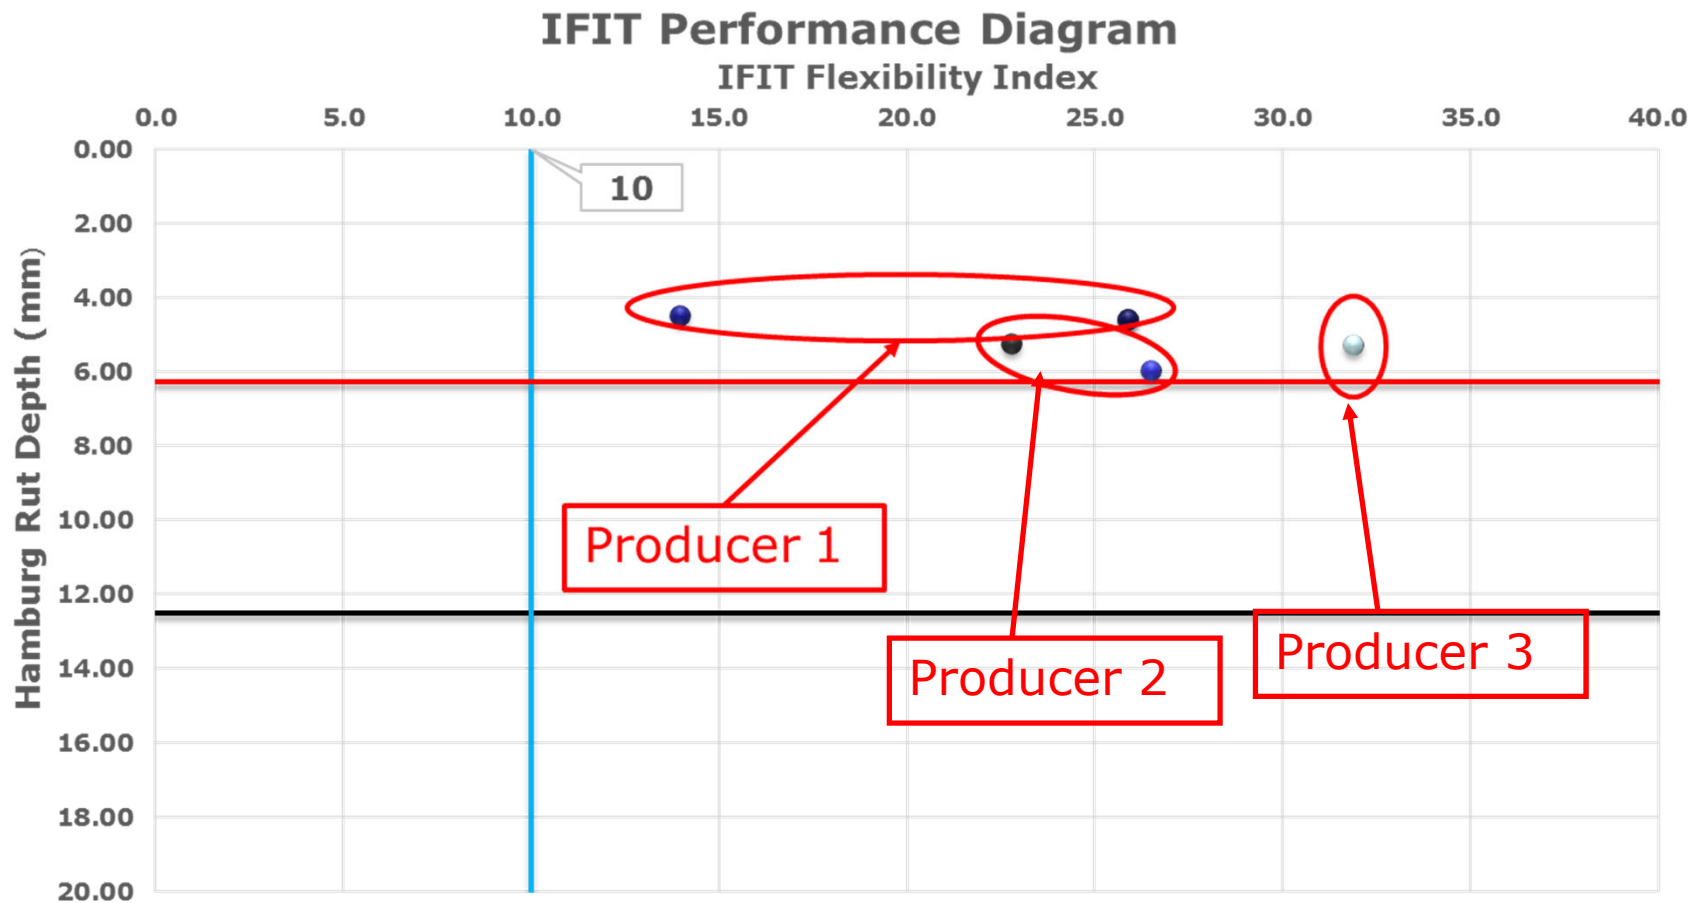 IFIT Performance Diagram
IFIT Flexibility Index
0.0 5.0 10.0 15.0 20.0 25.0 30.0 35.0 40.0
Hamburg Rut Depth (mm)
0.00
2.00
4.00
6.00
8.00
10.00
12.00
14.00
16.00
18.00
20.00
10
Producer 1
Producer 2
Producer 3